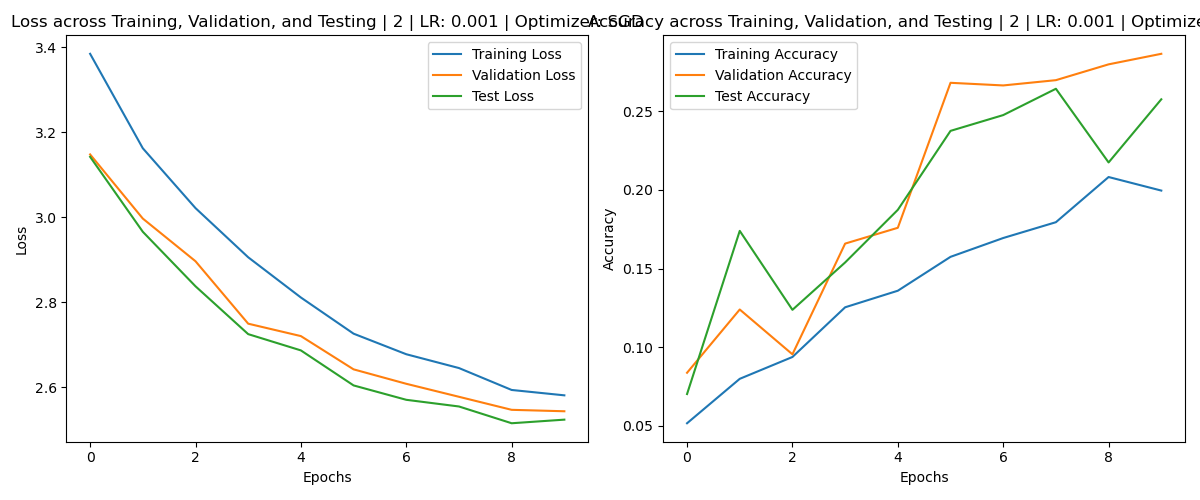 Loss across Training, Validation, and Testing | 2 | LR: 0.001 | Optimizer: SGD
Accuracy across Training, Validation, and Testing | 2 | LR: 0.001 | Optimize
Training Loss
Validation Loss
Test Loss
3.4
3.2
3.0
2.8
2.6
Loss
0 2 4 6 8
Epochs
Training Accuracy
Validation Accuracy
Test Accuracy
0.25
0.20
0.15
0.10
0.05
Accuracy
0 2 4 6 8
Epochs